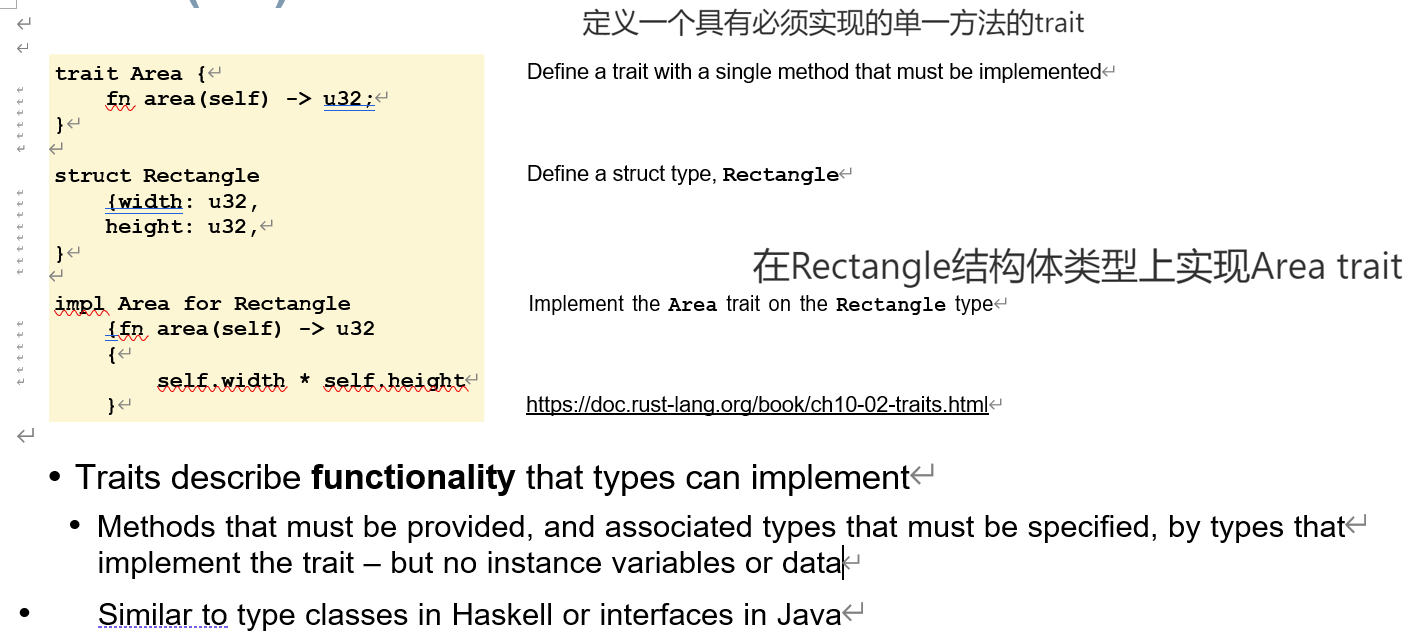 定义一个具有必须实现的单一方法的trait
trait Area {
Define a trait with a single method that must be implemented
fn area(self) -> u32;
}
struct Rectangle
Define a struct type, Rectangle
{width: u32,
height: u32,
}
在Rectangle结构体类型上实现Area trait
impl Area for Rectangle
Implement the Area trait on the Rectangle type
{fn area(self) -> u32
{
self.width * self.height
}
https://doc.rust-lang.org/book/ch10-02-traits.html
• Traits describe functionality that types can implement
• Methods that must be provided, and associated types that must be specified, by types that
implement the trait – but no instance variables or data
• Similar to type classes in Haskell or interfaces in Java